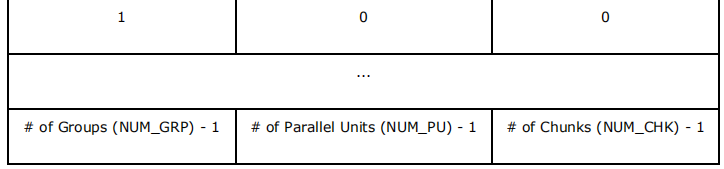 1 0 0
...
# of Groups (NUM_GRP) - 1 # of Parallel Units (NUM_PU) - 1 # of Chunks (NUM_CHK) - 1